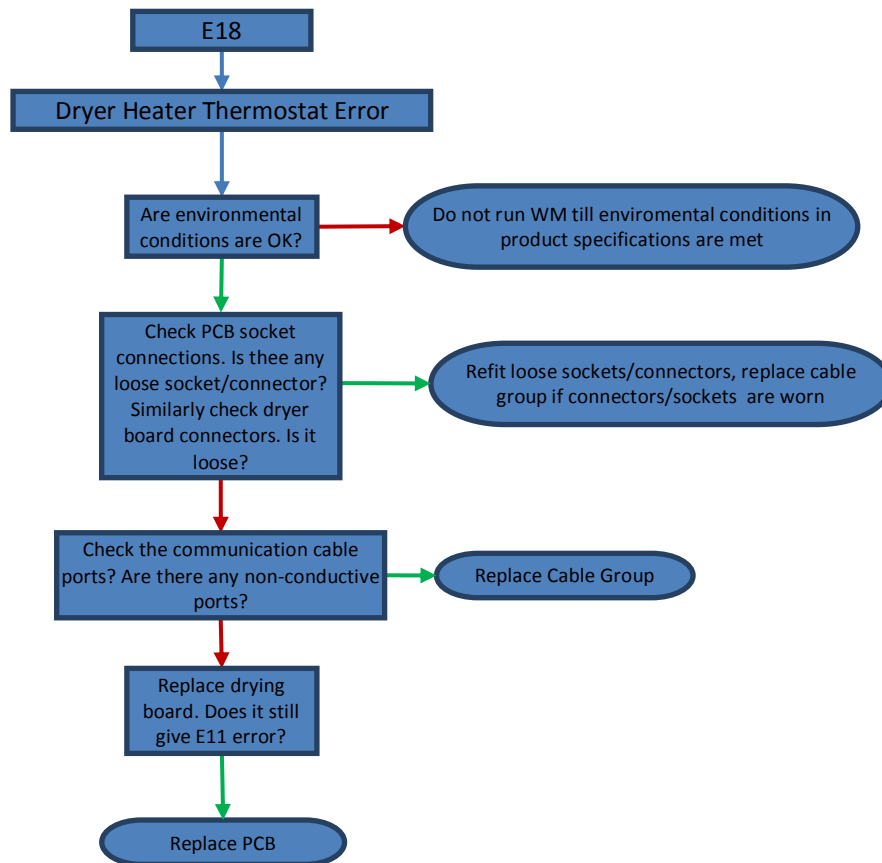 E18
Dryer Heater Thermostat Error
Are environmental
conditions are OK?
Do not run WM till enviromental conditions in
product specifications are met
Check PCB socket
connections. Is thee any
loose socket/connector?
Similarly check dryer
board connectors. Is it
loose?
Refit loose sockets/connectors, replace cable
group if connectors/sockets are worn
Check the communication cable
ports? Are there any non-conductive
ports?
Replace Cable Group
Replace drying
board. Does it still
give E11 error?
Replace PCB